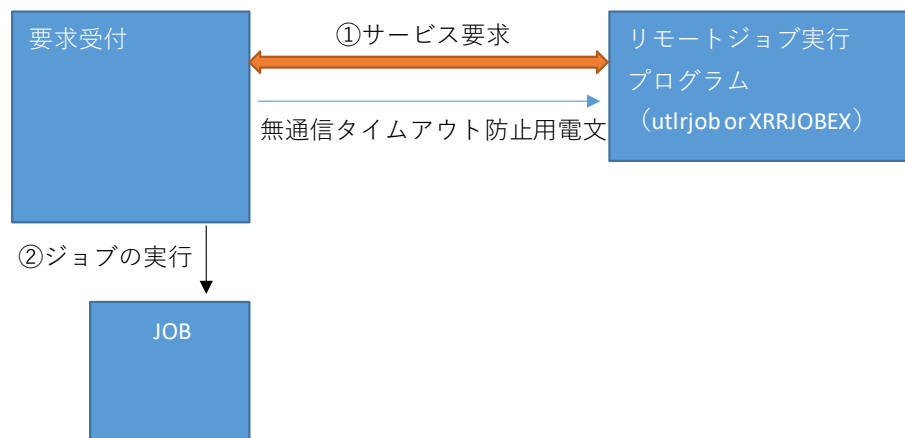 要求受付
①サービス要求
リモートジョブ実行
プログラム
（utlrjob or XRRJOBEX）
無通信タイムアウト防止用電文
②ジョブの実行
JOB